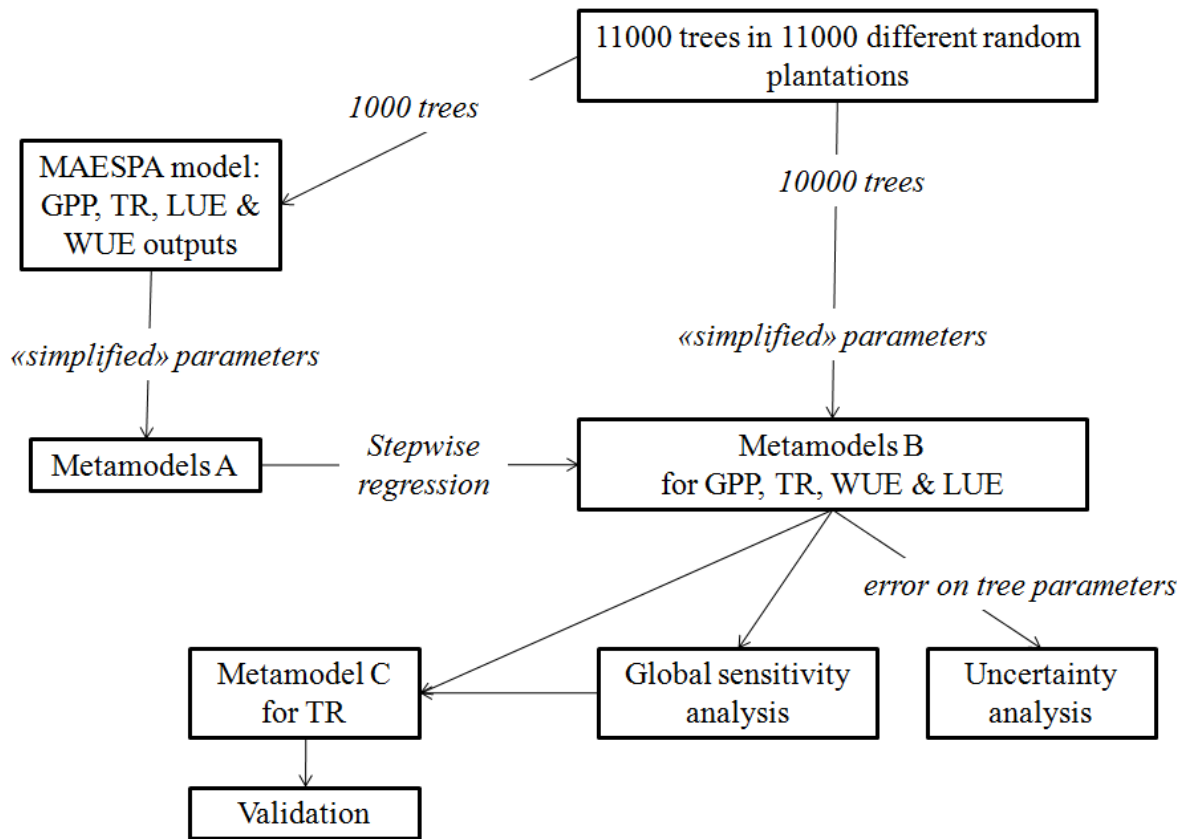 11000 trees in 11000 different random
plantations
1000 trees
MAESPA model:
GPP, TR, LUE &
WUE outputs
10000 trees
«simplified» parameters
«simplified» parameters
Metamodels A
Stepwise
regression
Metamodels B
for GPP, TR, WUE & LUE
error on tree parameters
Metamodel C
for TR
Global sensitivity
analysis
Uncertainty
analysis
Validation